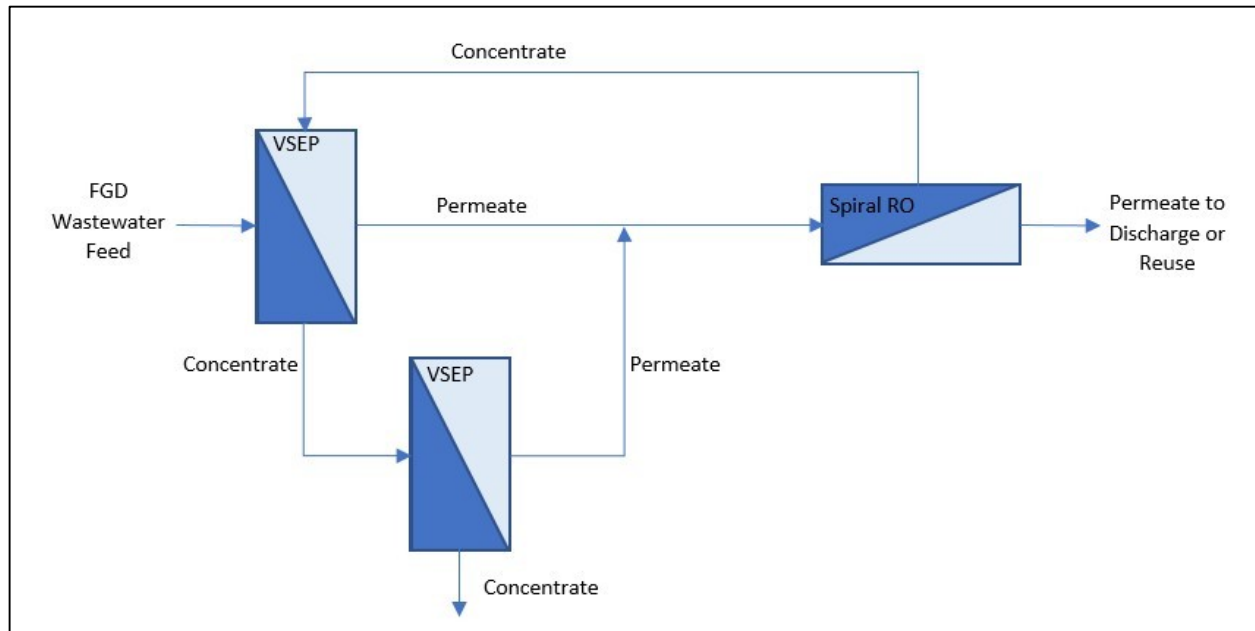 Concentrate
VSEP
FGD
Wastewater
Feed
Permeate
Spiral RO
Permeate to
Discharge or
Reuse
Concentrate
VSEP
Permeate
Concentrate